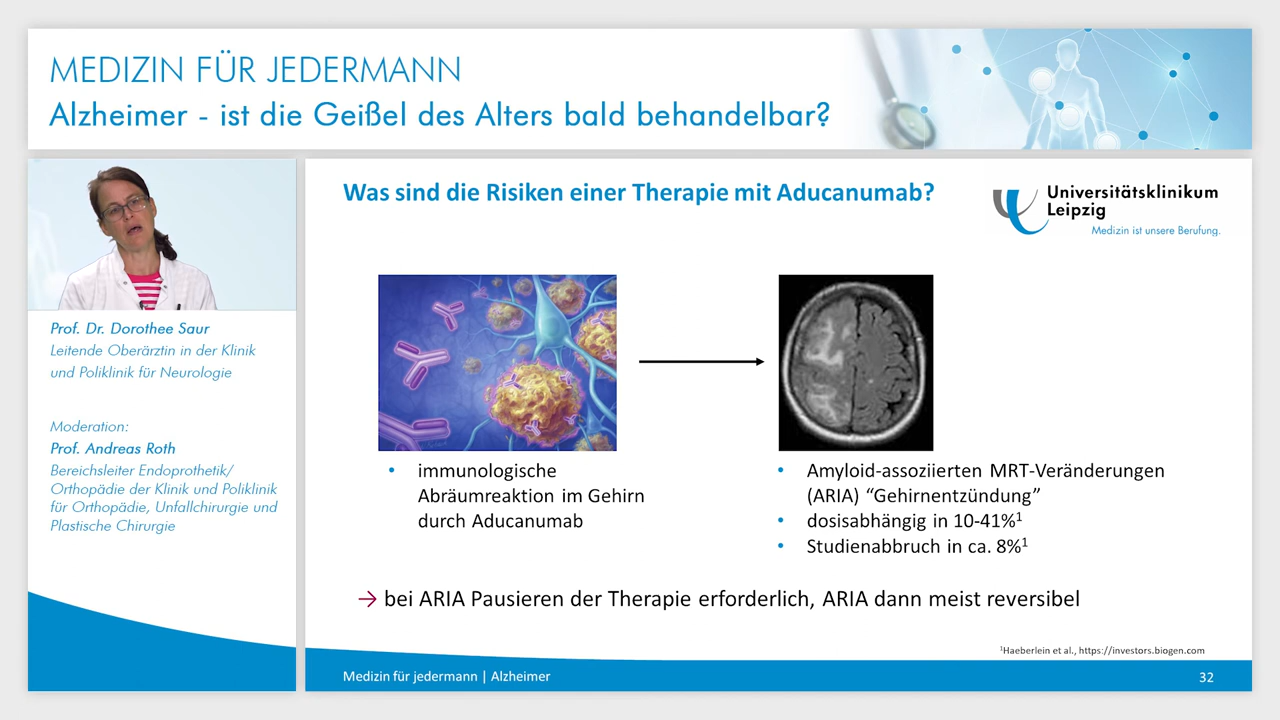 MEDIZIN FÜR JEDERMANN
Alzheimer - ist die Geißel des Alters bald behandelbar?
Prof. Dr. Dorothee Saur
Leitende Oberärztin in der Klinik
und Poliklinik für Neurologie
Moderation:
Prof. Andreas Roth
Bereichsleiter Endoprothetik/
Orthopädie der Klinik und Poliklinik
für Orthopädie, Unfallchirurgie und
Plastische Chirurgie
Was sind die Risiken einer Therapie mit Aducanumab?
Universitätsklinikum
Leipzig
Medizin ist unsere Berufung.
• immunologische
Abräumreaktion im Gehirn
durch Aducanumab
• Amyloid-assoziierten MRT-Veränderungen
(ARIA) “Gehirnentzündung”
• dosisabhängig in 10-41%¹
• Studienabbruch in ca. 8%¹
→ bei ARIA Pausieren der Therapie erforderlich, ARIA dann meist reversibel
¹Haeberlein et al., https://investors.biogen.com
Medizin für jedermann | Alzheimer
32